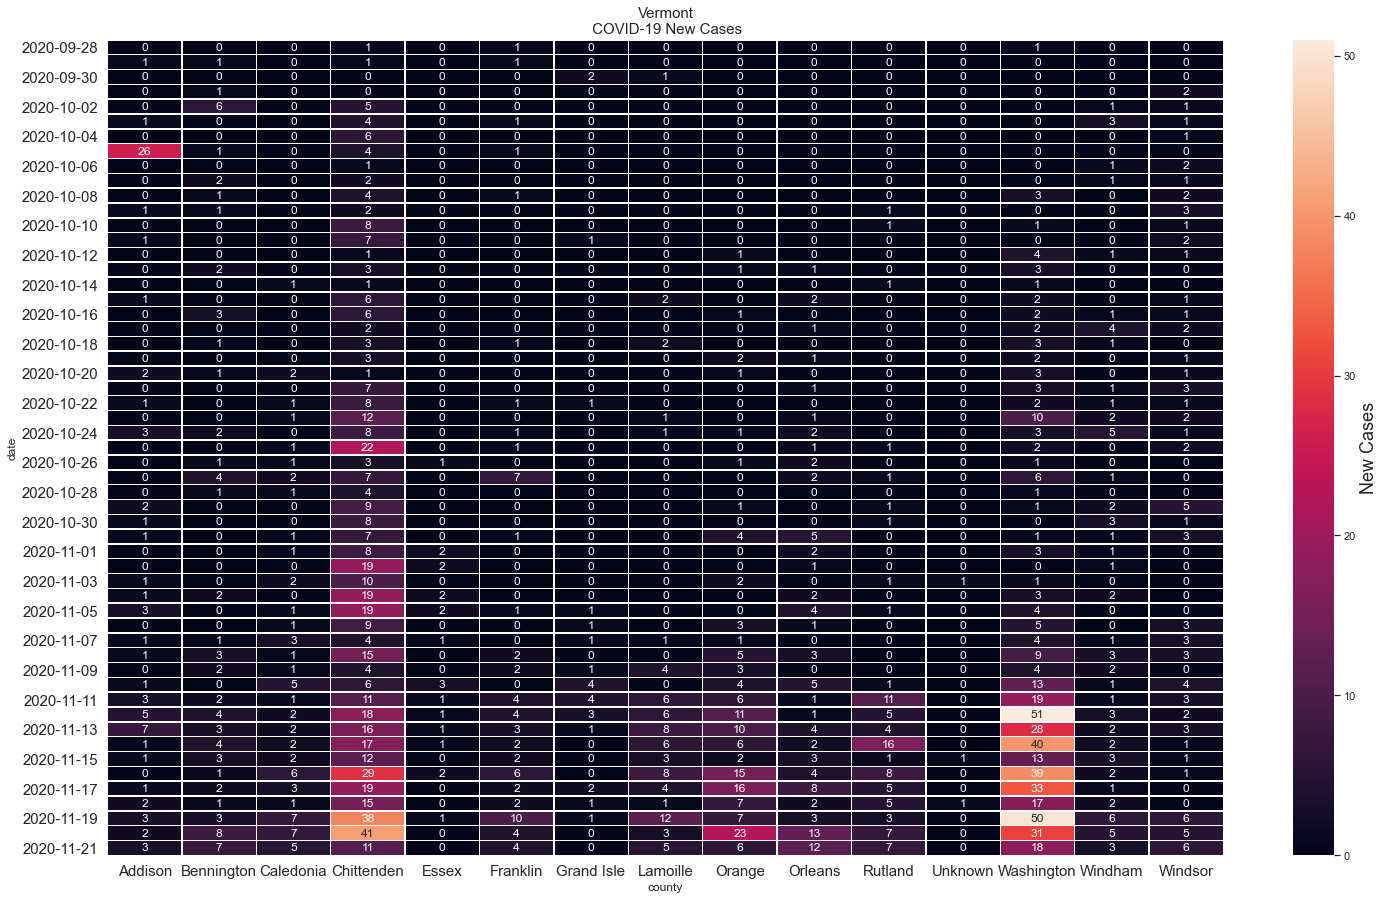 Vermont
COVID-19 New Cases
2020-09-28 0 0 0 1 0 1 0 0 0 0 0 0 1 0 0
1 1 0 1 0 1 0 0 0 0 0 0 0 0 0
2020-09-30 0 0 0 0 0 0 2 1 0 0 0 0 0 0 0
0 1 0 0 0 0 0 0 0 0 0 0 0 0 2
2020-10-02 0 6 0 5 0 0 0 0 0 0 0 0 0 1 1
1 0 0 4 0 1 0 0 0 0 0 0 0 3 1
2020-10-04 0 0 0 6 0 0 0 0 0 0 0 0 0 0 1
26 1 0 4 0 1 0 0 0 0 0 0 0 0 0
2020-10-06 0 0 0 1 0 0 0 0 0 0 0 0 0 1 2
0 2 0 2 0 0 0 0 0 0 0 0 0 1 1
2020-10-08 0 1 0 4 0 1 0 0 0 0 0 0 3 0 2
1 1 0 2 0 0 0 0 0 0 1 0 0 0 3
2020-10-10 0 0 0 8 0 0 0 0 0 0 1 0 1 0 1
1 0 0 7 0 0 1 0 0 0 0 0 0 0 2
2020-10-12 0 0 0 1 0 0 0 0 1 0 0 0 4 1 1
0 2 0 3 0 0 0 0 1 1 0 0 3 0 0
2020-10-14 0 0 1 1 0 0 0 0 0 0 1 0 1 0 0
1 0 0 6 0 0 0 2 0 2 0 0 2 0 1
2020-10-16 0 3 0 6 0 0 0 0 1 0 0 0 2 1 1
0 0 0 2 0 0 0 0 0 1 0 0 2 4 2
2020-10-18 0 1 0 3 0 1 0 2 0 0 0 0 3 1 0
0 0 0 3 0 0 0 0 2 1 0 0 2 0 1
2020-10-20 2 1 2 1 0 0 0 0 1 0 0 0 3 0 1
0 0 0 7 0 0 0 0 0 1 0 0 3 1 3
2020-10-22 1 0 1 8 0 1 1 0 0 0 0 0 2 1 1
0 0 1 12 0 0 0 1 0 1 0 0 10 2 2
2020-10-24 3 2 0 8 0 1 0 1 1 2 0 0 3 5 1
0 0 1 22 0 0 0 0 0 1 1 0 2 0 2
2020-10-26 0 1 1 3 1 0 0 0 1 2 0 0 1 0 0
0 4 2 7 0 7 0 0 0 2 1 0 6 1 0
2020-10-28 0 1 1 4 0 0 0 0 0 0 0 0 1 0 0
2 0 0 9 0 0 0 0 1 0 1 0 1 2 5
2020-10-30 1 0 0 8 0 0 0 0 0 0 1 0 0 3 1
1 0 1 7 0 1 0 0 4 5 0 0 1 1 3
2020-11-01 0 0 1 8 2 0 0 0 0 2 0 0 3 1 0
0 0 0 19 2 0 0 0 0 1 0 0 0 1 0
2020-11-03 1 0 2 10 0 0 0 0 2 0 1 1 1 0 0
1 2 0 19 2 0 0 0 0 2 0 0 3 2 0
2020-11-05 3 0 1 19 2 1 1 0 0 4 1 0 4 0 0
0 0 1 9 0 0 1 0 3 1 0 0 5 0 3
2020-11-07 1 1 3 4 1 0 1 1 1 0 0 0 4 1 3
1 3 1 15 0 2 0 0 5 3 0 0 9 3 3
2020-11-09 0 2 1 4 0 2 1 4 3 0 0 0 4 2 0
1 0 5 6 3 0 4 0 4 5 1 0 13 1 4
2020-11-11 3 2 1 11 1 4 4 6 6 1 11 0 19 1 3
5 4 2 18 1 4 3 6 11 1 5 0 51 3 2
2020-11-13 7 3 2 16 1 3 1 8 10 4 4 0 28 2 3
1 4 2 17 1 2 0 6 6 2 16 0 40 2 1
2020-11-15 1 3 2 12 0 2 0 3 2 3 1 1 13 3 1
0 1 6 29 2 6 0 8 15 4 8 0 39 2 1
2020-11-17 1 2 3 19 0 2 2 4 16 8 5 0 33 1 0
2 1 1 15 0 2 1 1 7 2 5 1 17 2 0
2020-11-19 3 3 7 38 1 10 1 12 7 3 3 0 50 6 6
2 8 7 41 0 4 0 3 23 13 7 0 31 5 5
2020-11-21 3 7 5 11 0 4 0 5 6 12 7 0 18 3 6
Addison Bennington Caledonia Chittenden Essex Franklin Grand Isle Lamoille Orange Orleans Rutland Unknown Washington Windham Windsor
county
date
50
40
30
20
10
0
New Cases